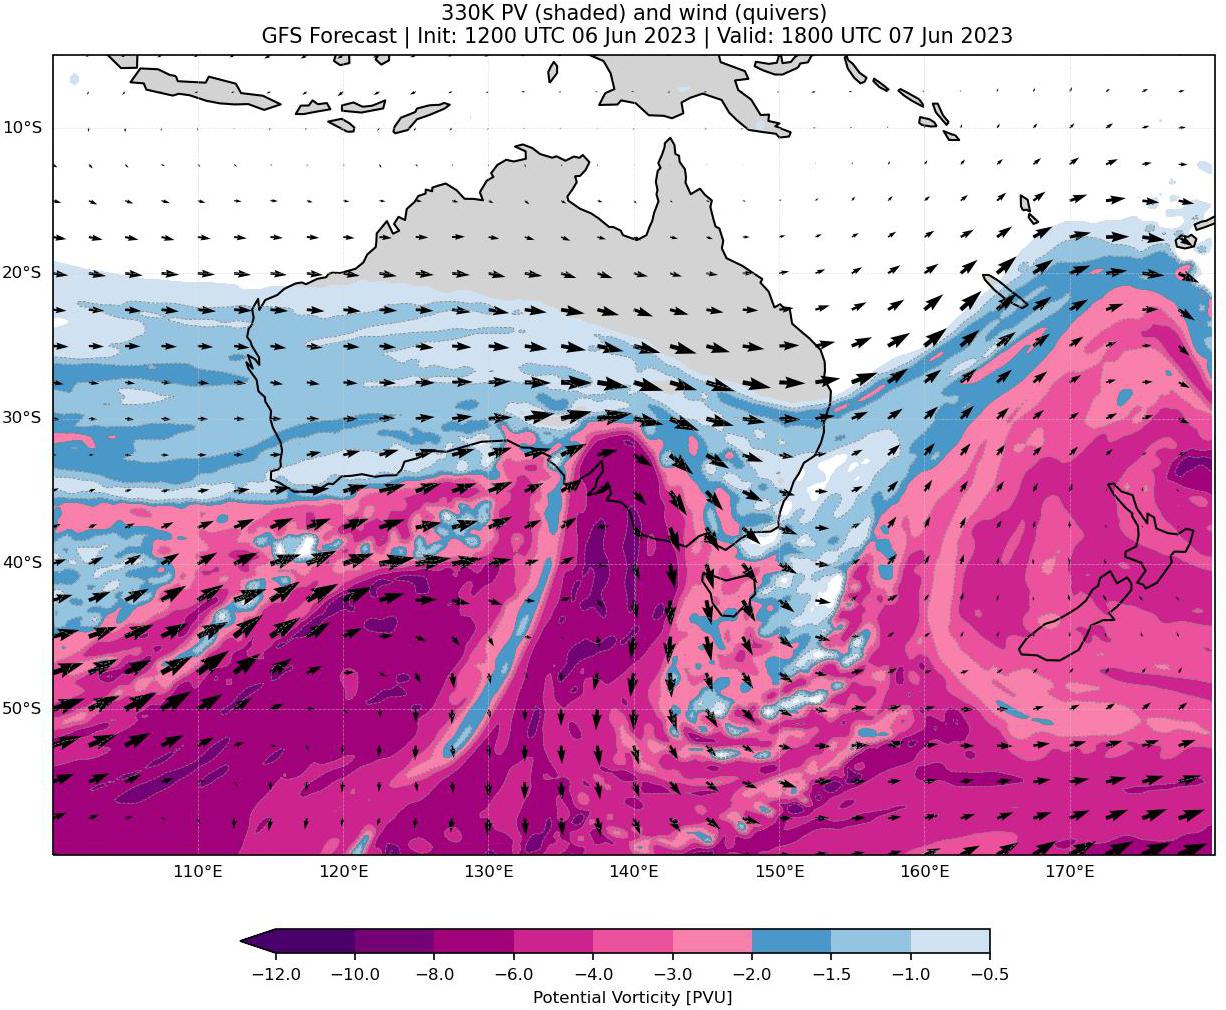 330K PV (shaded) and wind (quivers)
GFS Forecast | Init: 1200 UTC 06 Jun 2023 | Valid: 1800 UTC 07 Jun 2023
10°S
20°S
30°S
40°S
50°S
110°E 120°E 130°E 140°E 150°E 160°E 170°E
−12.0 −10.0 −8.0 −6.0 −4.0 −3.0 −2.0 −1.5 −1.0 −0.5
Potential Vorticity [PVU]